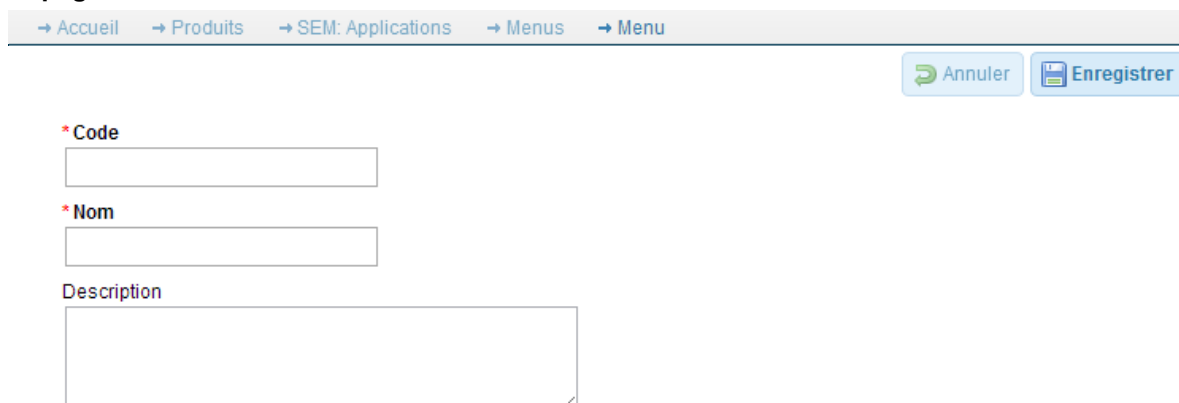 → Accueil → Produits → SEM: Applications → Menus → Menu
Annuler Enregistrer
* Code
* Nom
Description